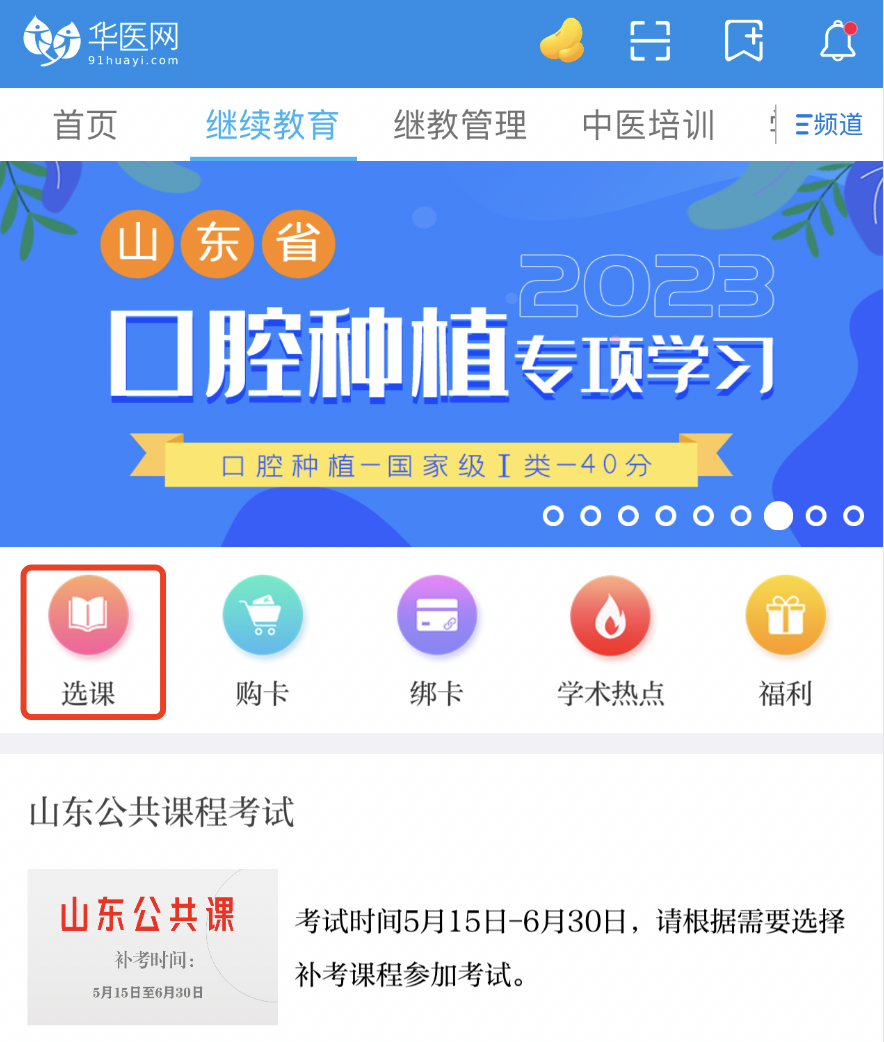 华医网
91huayi.com
首页 继续教育 继教管理 中医培训 频道
山东省
2023
口腔种植专项学习
口腔种植-国家级I类-40分
选课 购卡 绑卡 学术热点 福利
山东公共课程考试
山东公共课
补考时间:
5月15日至6月30日
考试时间5月15日-6月30日，请根据需要选择
补考课程参加考试。